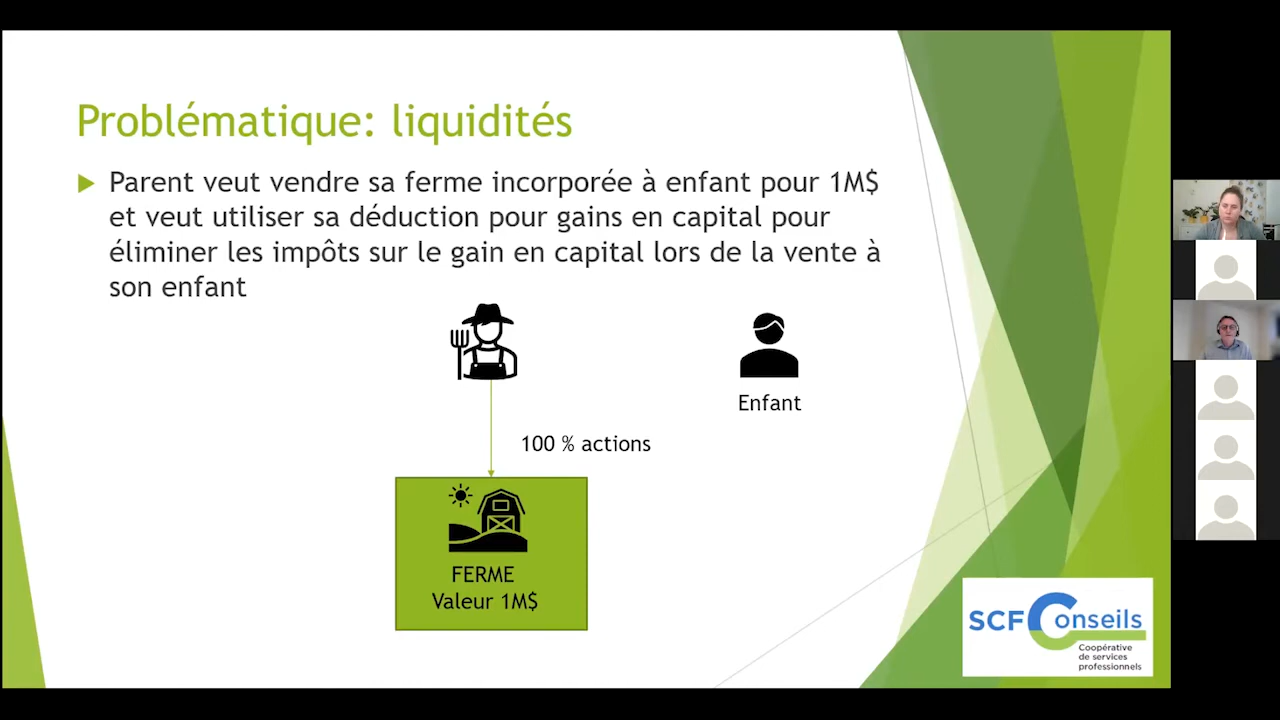 Problématique: liquidités
Parent veut vendre sa ferme incorporée à enfant pour 1M$
et veut utiliser sa déduction pour gains en capital pour
éliminer les impôts sur le gain en capital lors de la vente à
son enfant
Enfant
100 % actions
FERME
Valeur 1M$
SCF Conseils
Coopérative
de services
professionnels